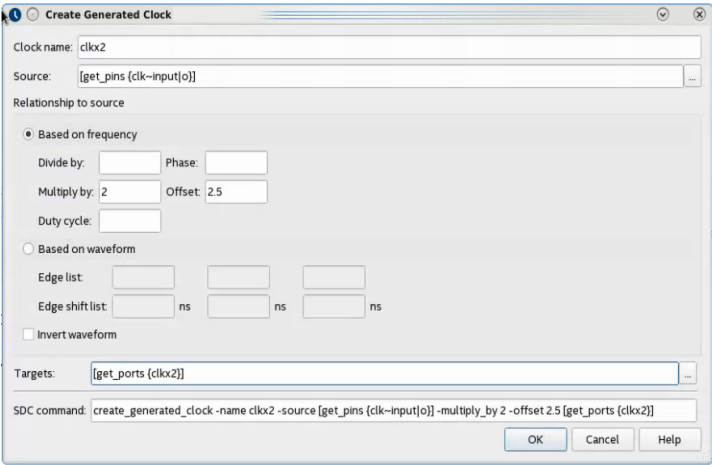 Create Generated Clock
Clock name: clkx2
Source: [get_pins {clk~input|o}] ...
Relationship to source
Based on frequency
Divide by: Phase:
Multiply by: 2 Offset: 2.5
Duty cycle:
Based on waveform
Edge list:
Edge shift list: ns ns ns
Invert waveform
Targets: [get_ports {clkx2}] ...
SDC command: create_generated_clock -name clkx2 -source [get_pins {clk~input|o}] -multiply_by 2 -offset 2.5 [get_ports {clkx2}]
OK Cancel Help